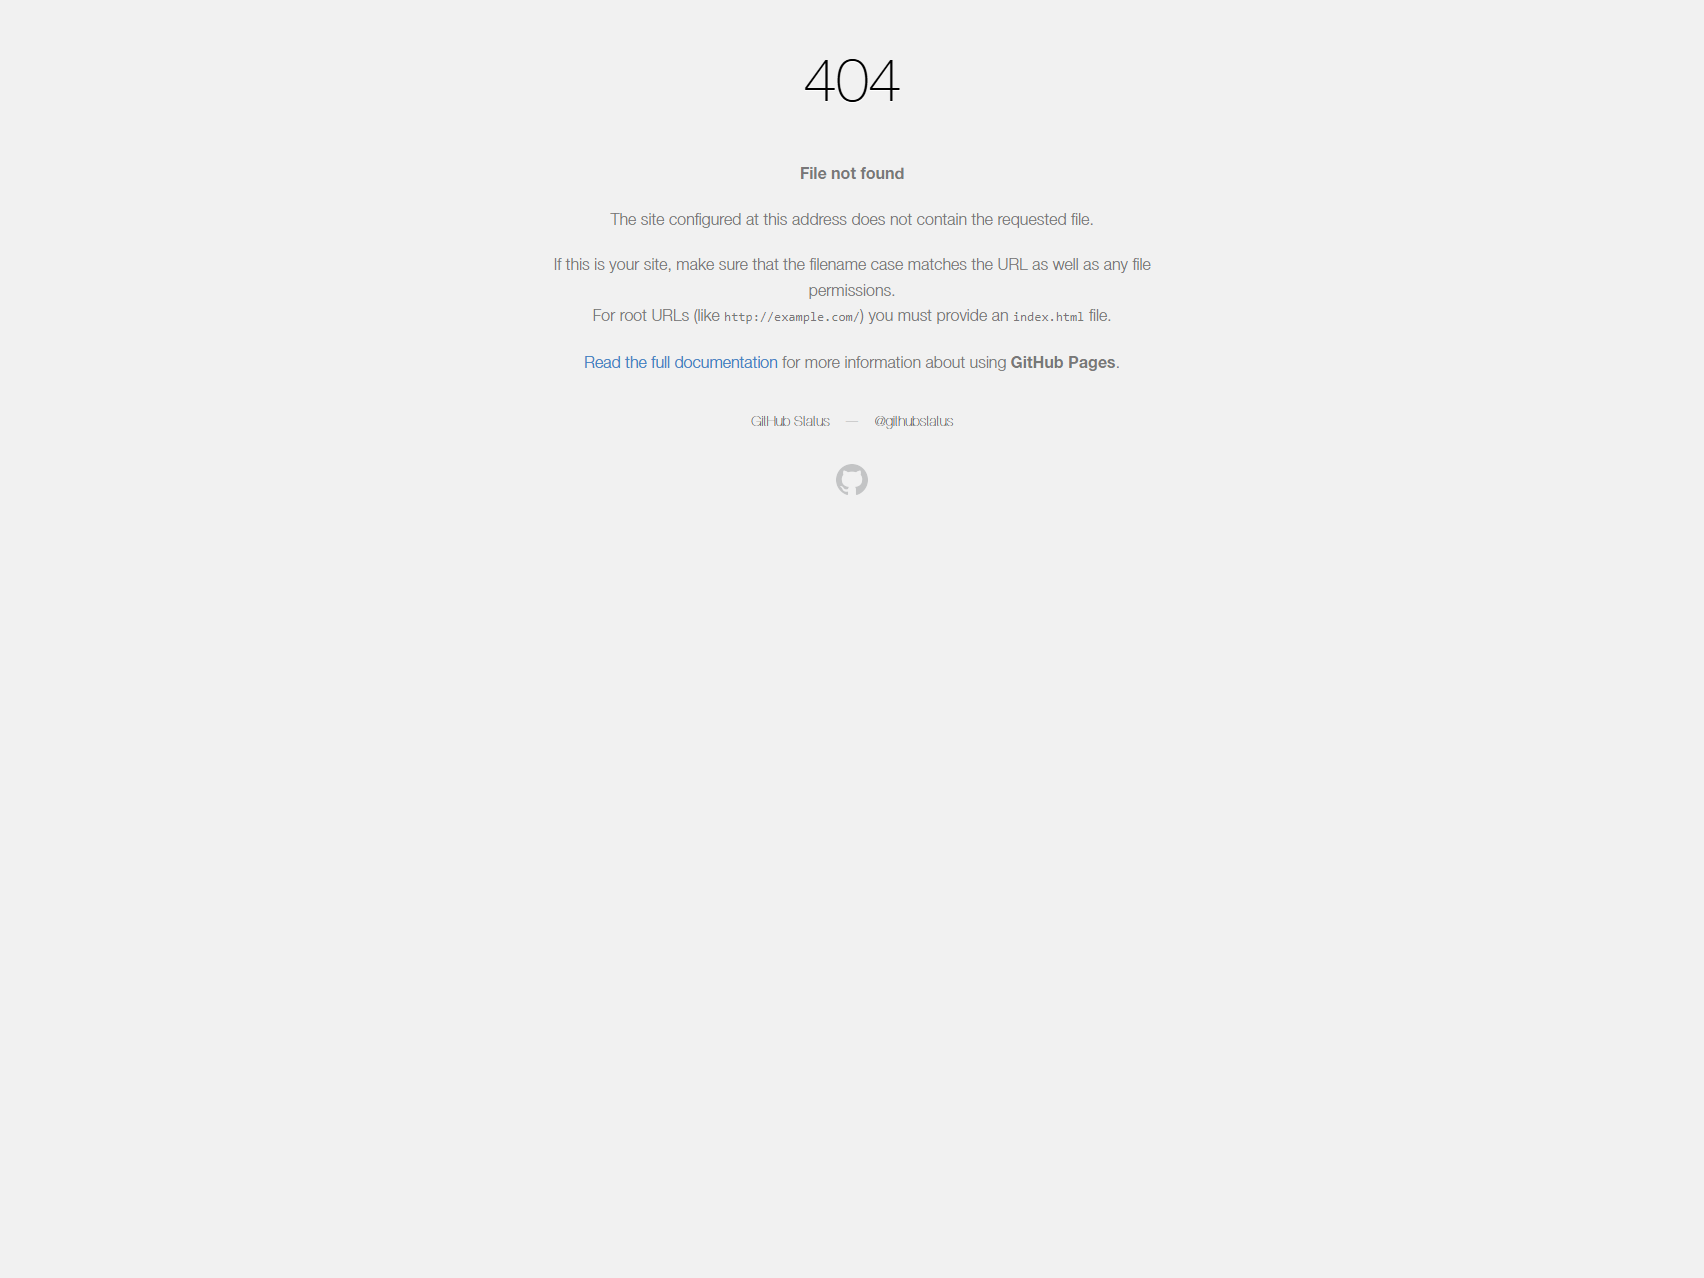 404
File not found
The site configured at this address does not contain the requested file.
If this is your site, make sure that the filename case matches the URL as well as any file
permissions.
For root URLs (like http://example.com/) you must provide an index.html file.
Read the full documentation for more information about using GitHub Pages.
GitHub Status — @githubstatus